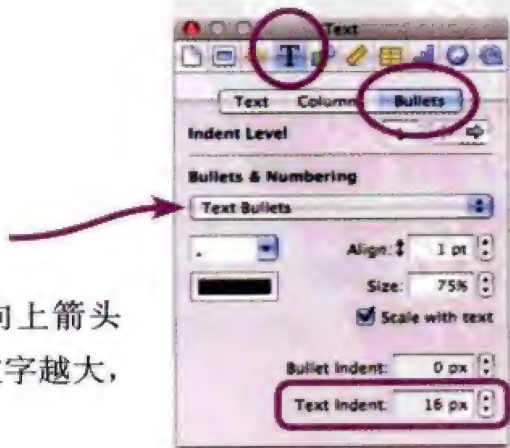 Text
T
Text Column Bullets
Indent Level
Bullets & Numbering
Text Bullets
Align: 1 pt
Size: 75%
Scale with text
Bullet Indent: 0 px
Text Indent: 16 px
向上箭头
字越大，